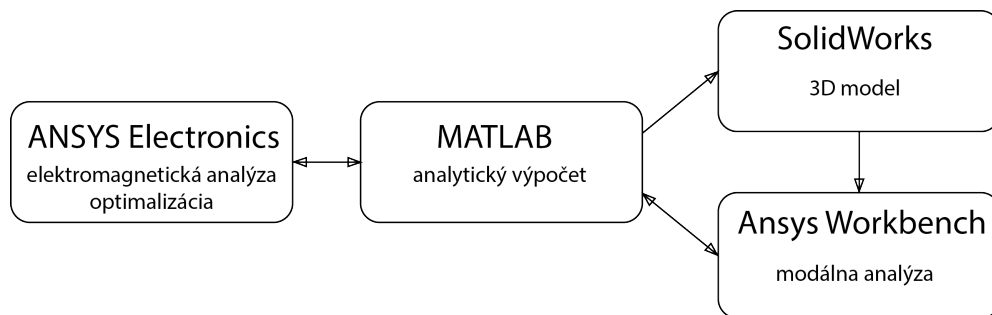 ANSYS Electronics
elektromagnetická analýza
optimalizácia
MATLAB
analytický výpočet
SolidWorks
3D model
Ansys Workbench
modálna analýza